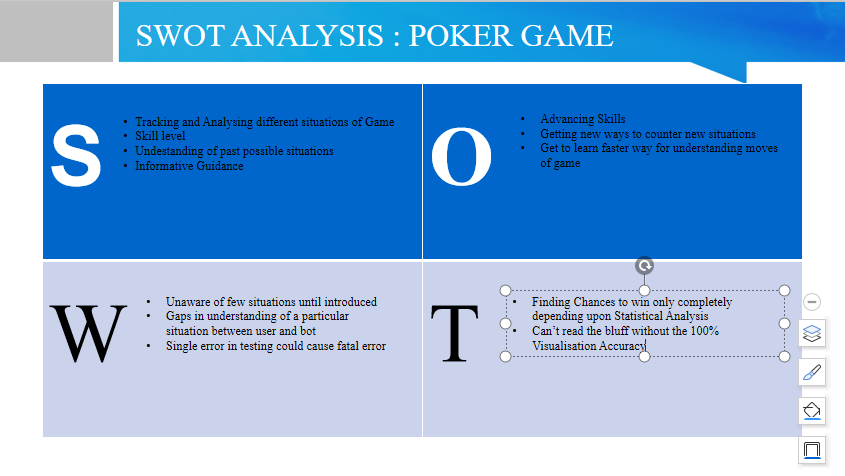 SWOT ANALYSIS : POKER GAME
S
• Tracking and Analysing different situations of Game
• Skill level
• Undestanding of past possible situations
• Informative Guidance
O
• Advancing Skills
• Getting new ways to counter new situations
• Get to learn faster way for understanding moves
of game
W
• Unaware of few situations until introduced
• Gaps in understanding of a particular
situation between user and bot
• Single error in testing could cause fatal error
T
• Finding Chances to win only completely
depending upon Statistical Analysis
• Can't read the bluff without the 100%
Visualisation Accuracy